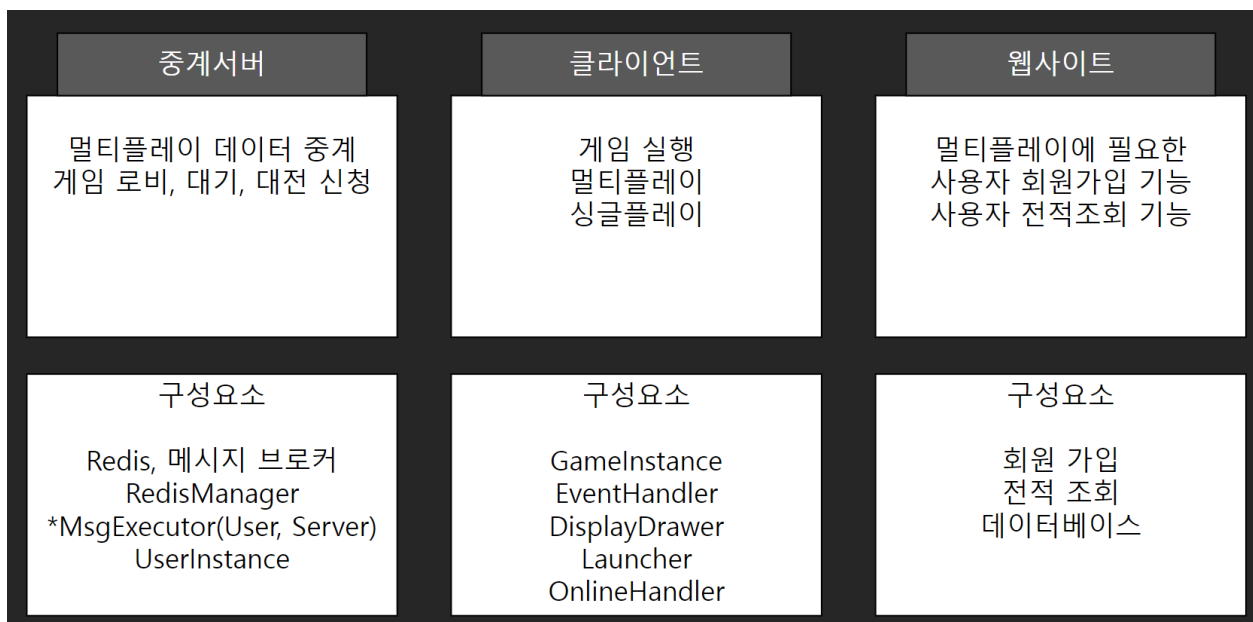 중계서버
멀티플레이 데이터 중계
게임 로비, 대기, 대전 신청
구성요소
Redis, 메시지 브로커
RedisManager
*MsgExecutor(User, Server)
UserInstance
클라이언트
게임 실행
멀티플레이
싱글플레이
구성요소
GameInstance
EventHandler
DisplayDrawer
Launcher
OnlineHandler
웹사이트
멀티플레이에 필요한
사용자 회원가입 기능
사용자 전적조회 기능
구성요소
회원 가입
전적 조회
데이터베이스